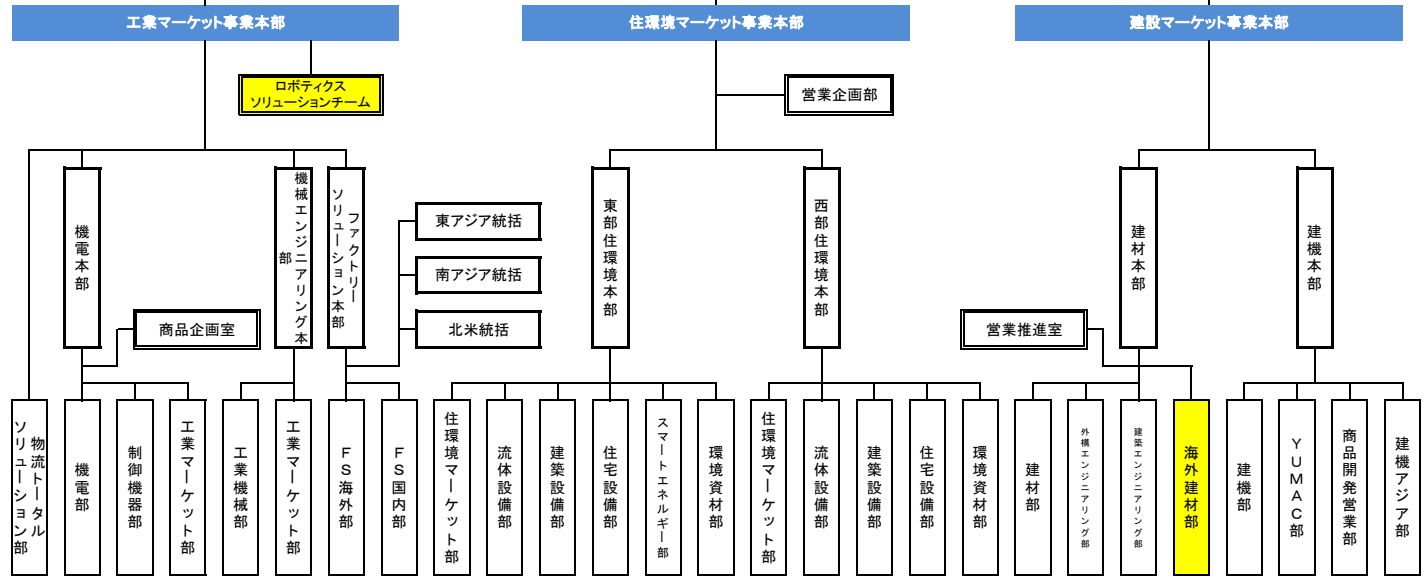 工業マーケット事業本部
住環境マーケット事業本部
建設マーケット事業本部
ロボティクス
ソリューションチーム
営業企画部
機電本部
機械エンジニアリング本
部
ファクトリー
ソリューション本部
東アジア統括
南アジア統括
北米統括
東部住環境本部
西部住環境本部
建材本部
建機本部
商品企画室
営業推進室
物流トータル
ソリューション部
機電部
制御機器部
工業マーケット部
工業機械部
工業マーケット部
FS海外部
FS国内部
住環境マーケット部
流体設備部
建築設備部
住宅設備部
スマートエネルギー部
環境資材部
住環境マーケット部
流体設備部
建築設備部
住宅設備部
環境資材部
建材部
外構エンジニアリング部
建築エンジニアリング部
海外建材部
建機部
YUMAC部
商品開発営業部
建機アジア部